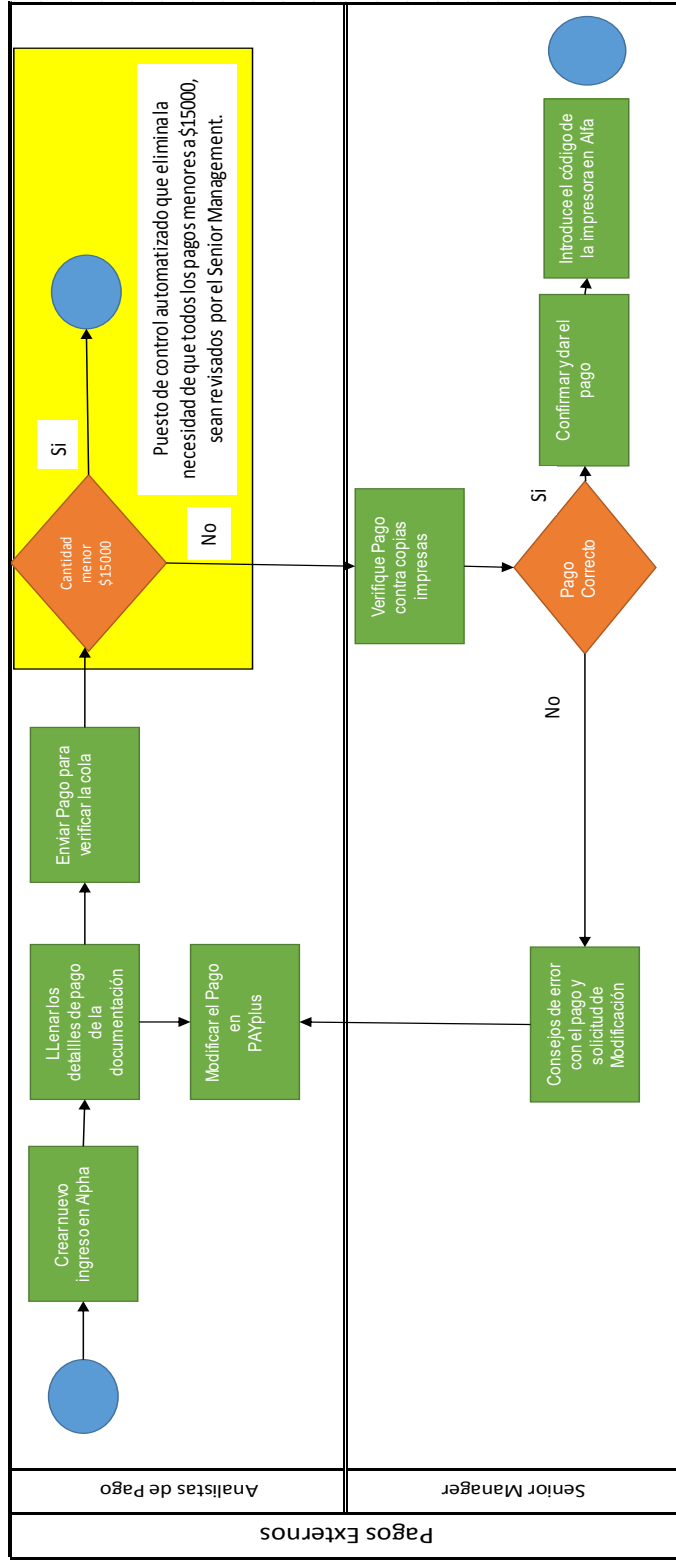 Pagos Externos
Analistas de Pago
Senior Manager
Crear nuevo
ingreso en Alpha
LLenar los
detalles de pago
de la
documentación
Enviar Pago para
verificar la cola
Cantidad
menor
$15000
Si
No
Puesto de control automatizado que elimina la
necesidad de que todos los pagos menores a $15000,
sean revisados por el Senior Management.
Modificar el Pago
en
PAYplus
Verifique Pago
contra copias
impresas
Pago
Correcto
Si
No
Confirmar y dar el
pago
Introduce el código de
la impresora en Alfa
Consejos de error
con el pago y
solicitud de
Modificación